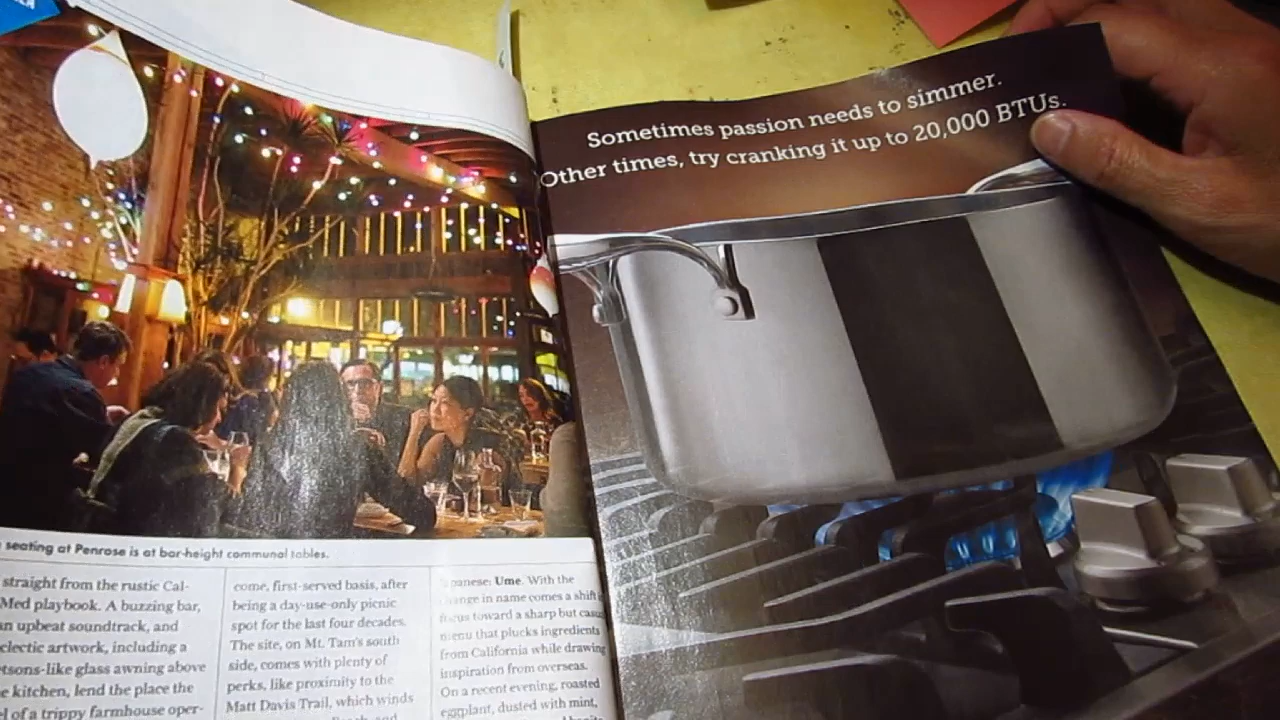 seating at Penrose is at bar-height communal tables.
straight from the rustic Cal-
Med playbook. A buzzing bar,
an upbeat soundtrack, and
clectic artwork, including a
tsons-like glass awning above
e kitchen, lend the place the
l of a trippy farmhouse oper-
come, first-served basis, after
being a day-use-only picnic
spot for the last four decades.
The site, on Mt. Tam's south
side, comes with plenty of
perks, like proximity to the
Matt Davis Trail, which winds
panese: Ume. With the
ange in name comes a shift in
focus toward a sharp but casu
menu that plucks ingredients
from California while drawing
inspiration from overseas.
On a recent evening, roasted
eggplant, dusted with mint,
Sometimes passion needs to simmer.
Other times, try cranking it up to 20,000 BTUs.